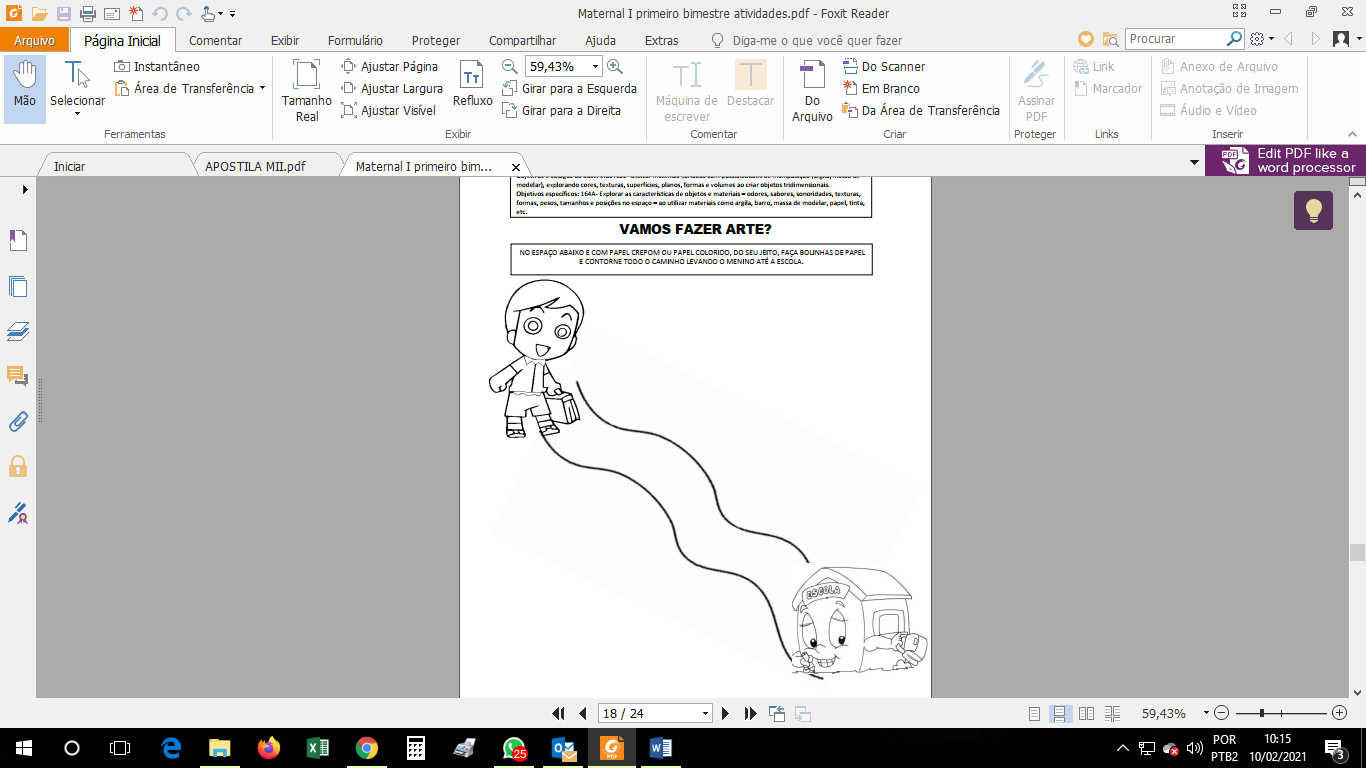 Maternal I primeiro bimestre atividades.pdf - Foxit Reader
Arquivo
Página Inicial
Comentar
Exibir
Formulário
Proteger
Compartilhar
Ajuda
Extras
Diga-me o que você quer fazer
Procurar
Mão
Selecionar
Instantâneo
Área de Transferência
Ferramentas
Tamanho Real
Ajustar Página
Ajustar Largura
Ajustar Visível
Refluxo
59,43%
Girar para a Esquerda
Girar para a Direita
Exibir
Máquina de escrever
Destacar
Comentar
Do Arquivo
Do Scanner
Em Branco
Da Área de Transferência
Criar
Assinar PDF
Proteger
Link
Marcador
Links
Anexo de Arquivo
Anotação de Imagem
Áudio e Vídeo
Inserir
Iniciar
APOSTILA MII.pdf
Maternal I primeiro bim...
Edit PDF like a
word processor
modelar), explorando cores, texturas, superfícies, planos, formas e volumes ao criar objetos tridimensionais.
Objetivos específicos: 164A- Explorar as características de objetos e materiais = odores, sabores, sonoridades, texturas,
formas, pesos, tamanhos e posições no espaço = ao utilizar materiais como argila, barro, massa de modelar, papel, tinta,
etc.
VAMOS FAZER ARTE?
NO ESPAÇO ABAIXO E COM PAPEL CREPOM OU PAPEL COLORIDO, DO SEU JEITO, FAÇA BOLINHAS DE PAPEL
E CONTORNE TODO O CAMINHO LEVANDO O MENINO ATÉ A ESCOLA.
ESCOLA
18 / 24
59,43%
25
POR
PTB2
10:15
10/02/2021
3